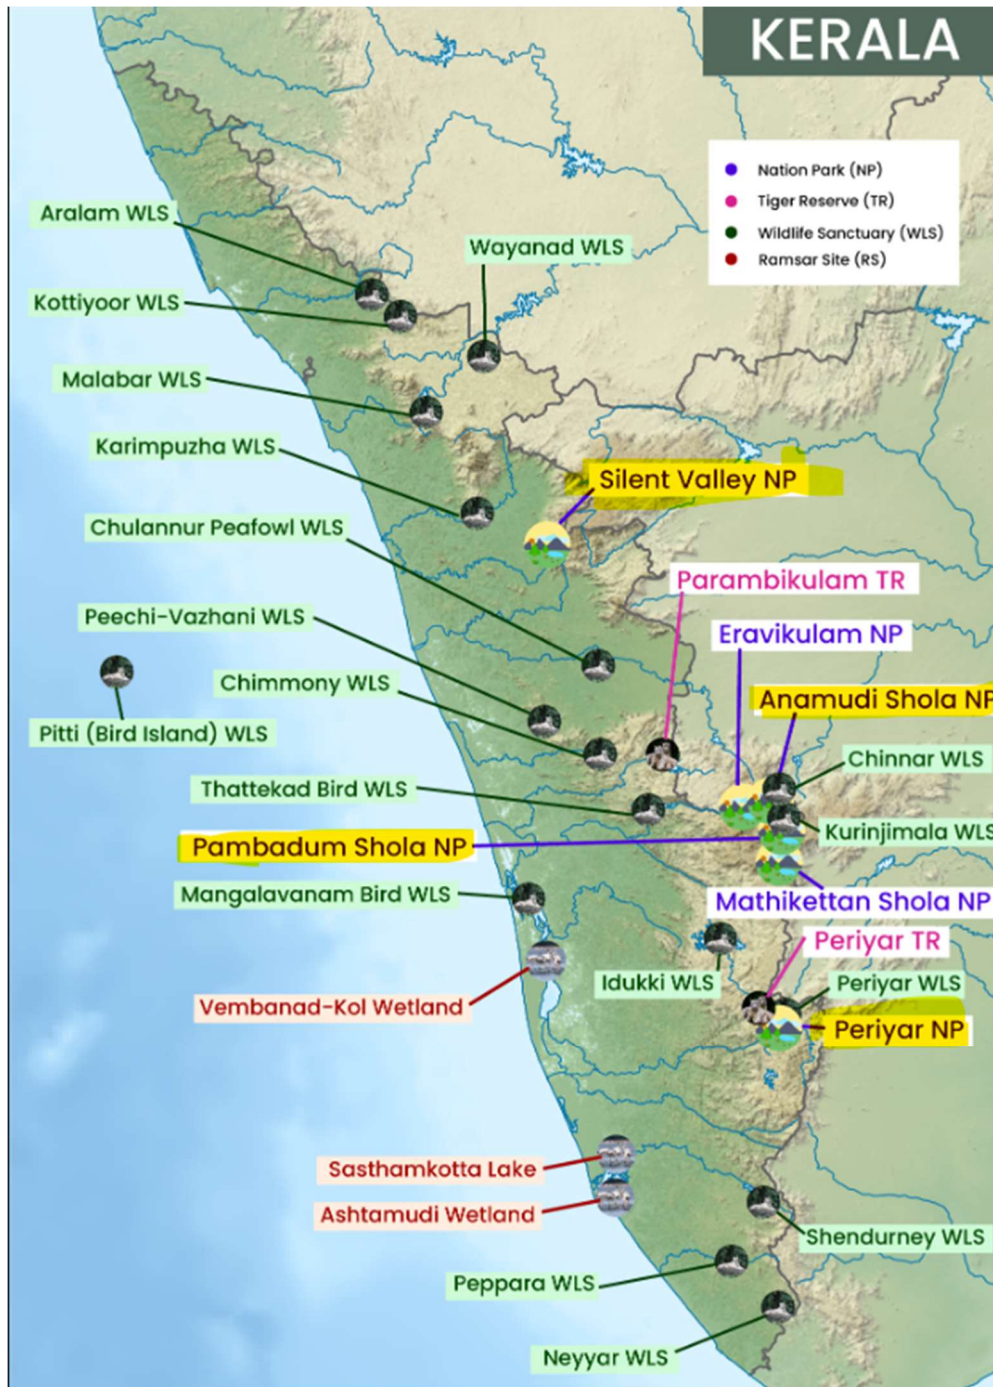 KERALA
Nation Park (NP)
Tiger Reserve (TR)
Wildlife Sanctuary (WLS)
Ramsar Site (RS)
Aralam WLS
Wayanad WLS
Kottiyoor WLS
Malabar WLS
Karimpuzha WLS
Silent Valley NP
Chulannur Peafowl WLS
Parambikulam TR
Peechi-Vazhani WLS
Eravikulam NP
Chimmony WLS
Anamudi Shola NP
Pitti (Bird Island) WLS
Chinnar WLS
Thattekad Bird WLS
Kurinjimala WLS
Pambadum Shola NP
Mangalavanam Bird WLS
Mathikettan Shola NP
Periyar TR
Idukki WLS
Periyar WLS
Vembanad-Kol Wetland
Periyar NP
Sasthamkotta Lake
Ashtamudi Wetland
Shendurney WLS
Peppara WLS
Neyyar WLS